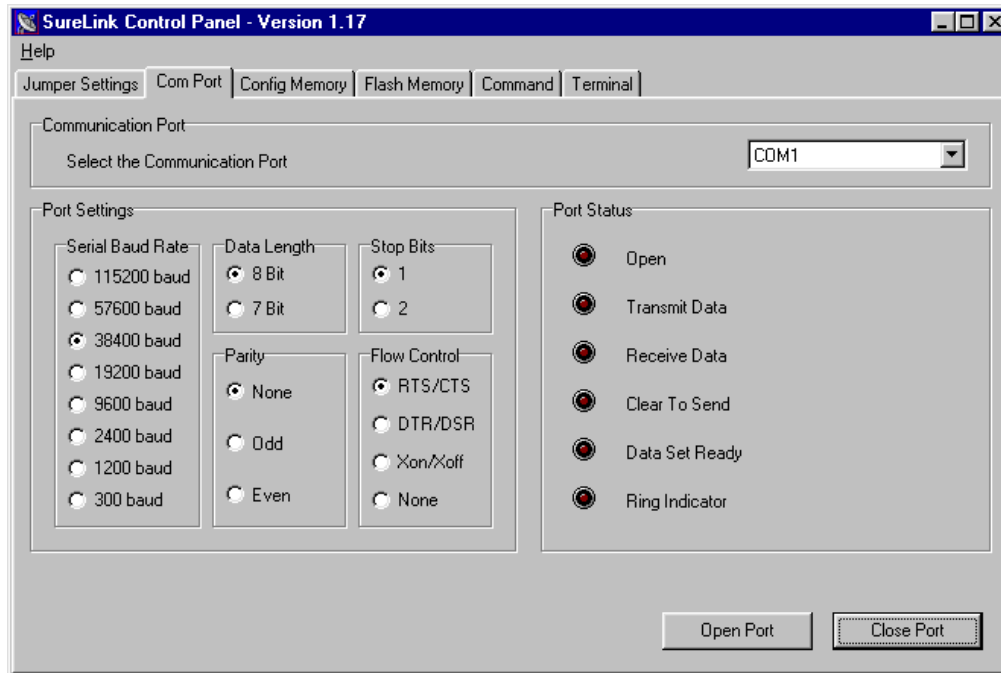 SureLink Control Panel - Version 1.17
Help
Jumper Settings Com Port Config Memory Flash Memory Command Terminal
Communication Port
Select the Communication Port COM1
Port Settings
Serial Baud Rate
115200 baud
57600 baud
38400 baud
19200 baud
9600 baud
2400 baud
1200 baud
300 baud
Data Length
8 Bit
7 Bit
Stop Bits
1
2
Parity
None
Odd
Even
Flow Control
RTS/CTS
DTR/DSR
Xon/Xoff
None
Port Status
Open
Transmit Data
Receive Data
Clear To Send
Data Set Ready
Ring Indicator
Open Port Close Port